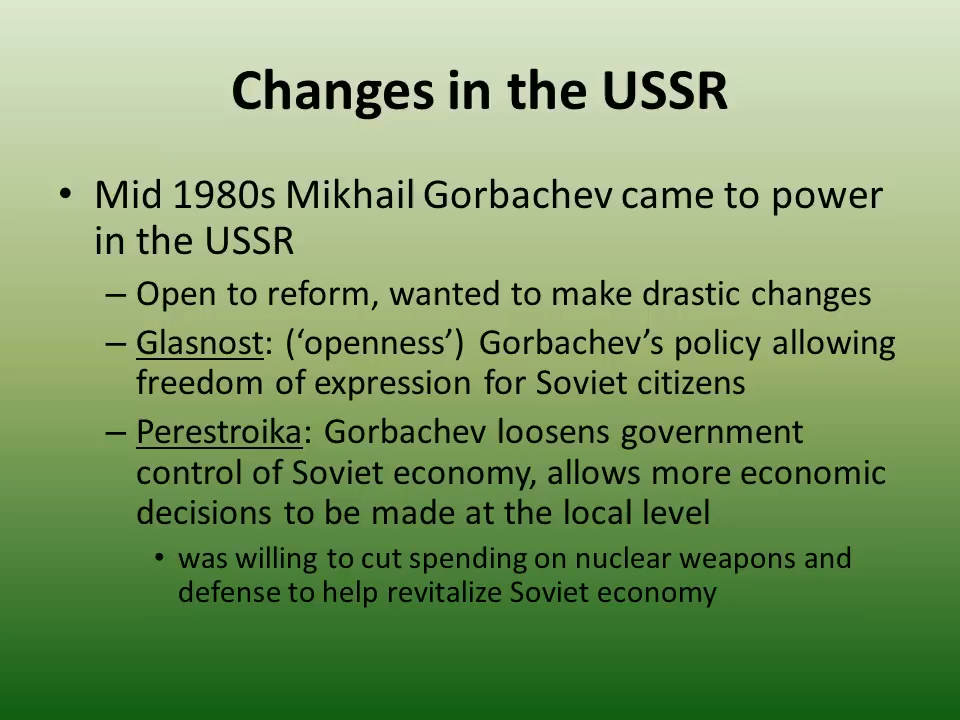 Changes in the USSR
• Mid 1980s Mikhail Gorbachev came to power
in the USSR
– Open to reform, wanted to make drastic changes
– Glasnost: (‘openness’) Gorbachev’s policy allowing
freedom of expression for Soviet citizens
– Perestroika: Gorbachev loosens government
control of Soviet economy, allows more economic
decisions to be made at the local level
• was willing to cut spending on nuclear weapons and
defense to help revitalize Soviet economy